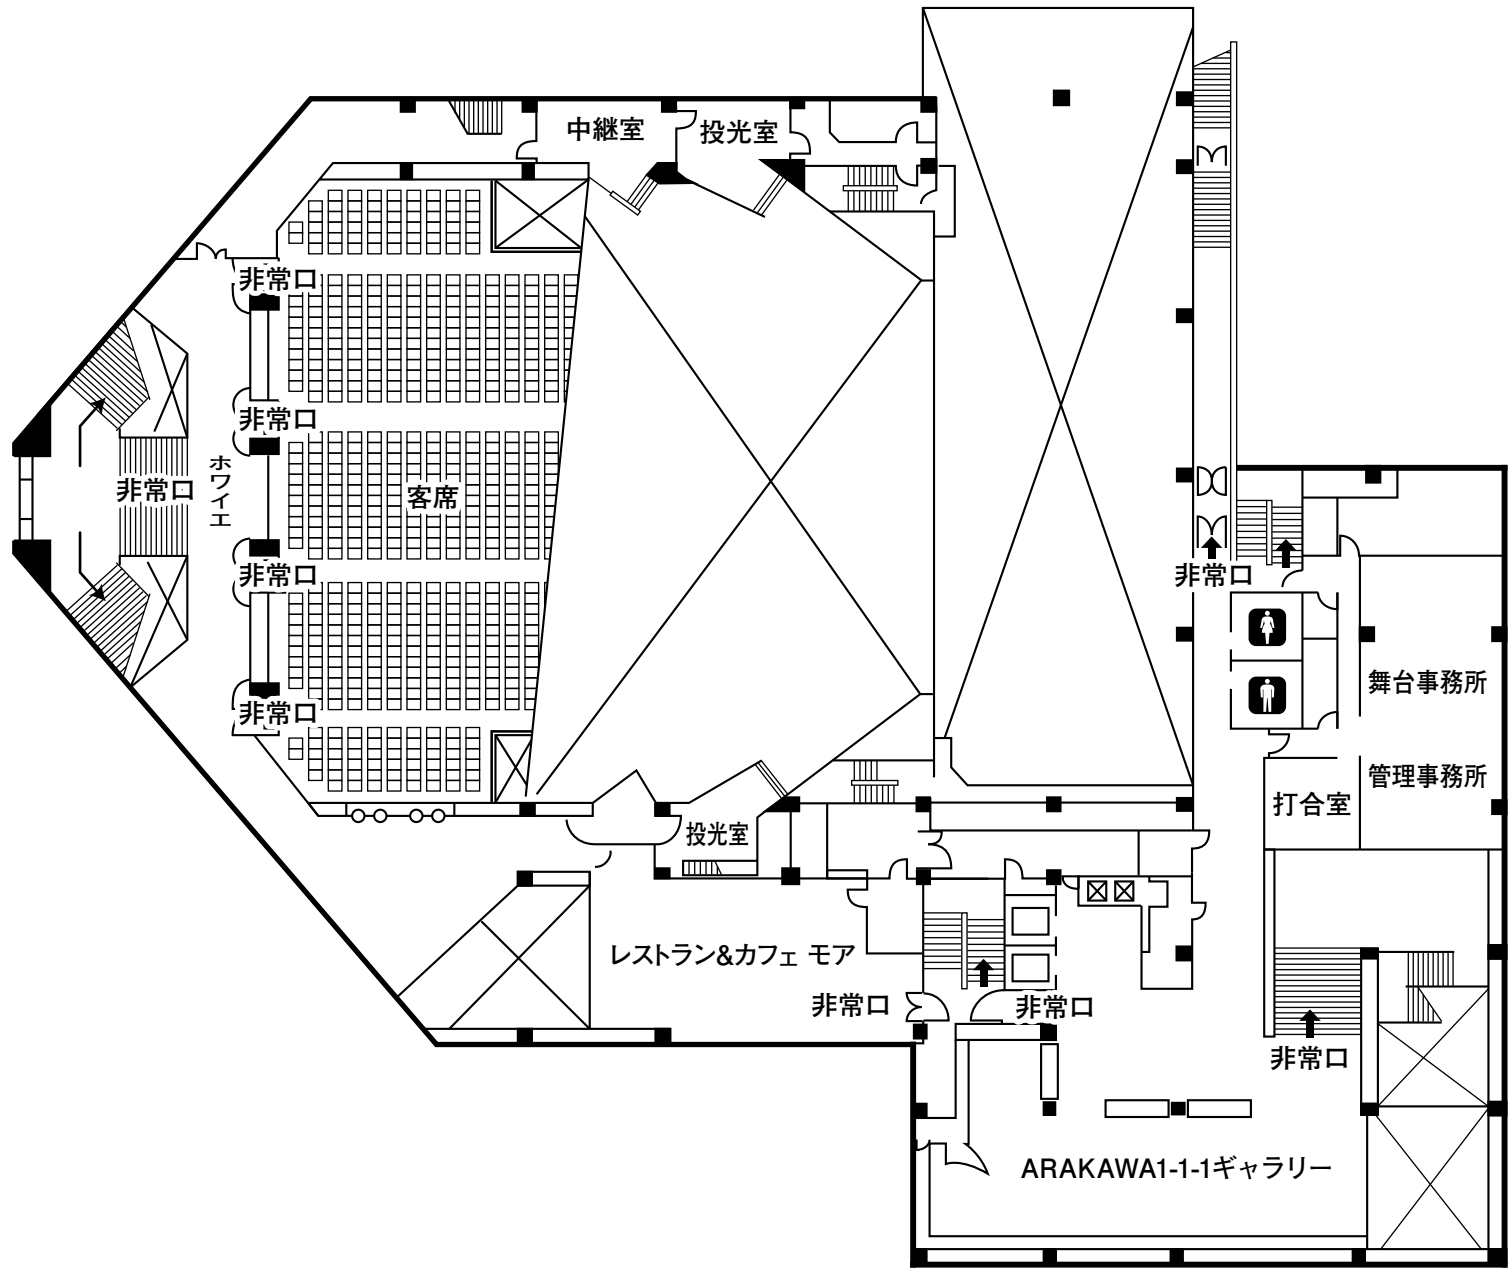 中継室
投光室
非常口
非常口
ホワイエ
非常口
客席
非常口
非常口
非常口
舞台事務所
管理事務所
打合室
投光室
レストラン&カフェ モア
非常口
非常口
非常口
ARAKAWA1-1-1ギャラリー